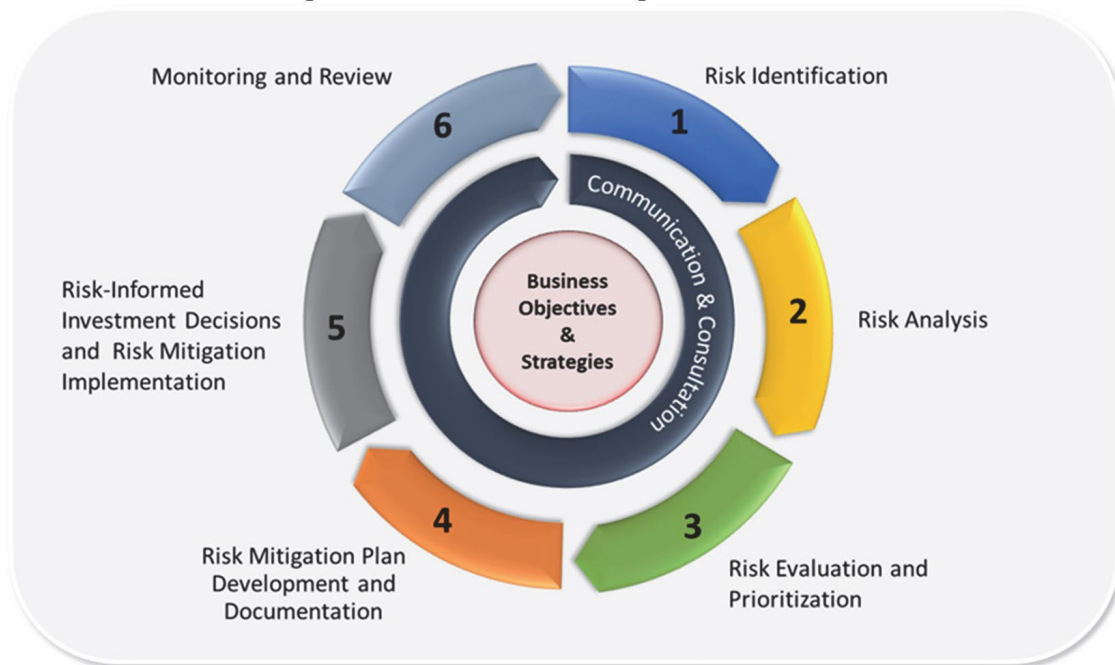 Monitoring and Review
Risk Identification
6
1
Communication & Consultation
Business
Objectives
&
Strategies
Risk-Informed
Investment Decisions
and Risk Mitigation
Implementation
5
2
Risk Analysis
4
3
Risk Mitigation Plan
Development and
Documentation
Risk Evaluation and
Prioritization